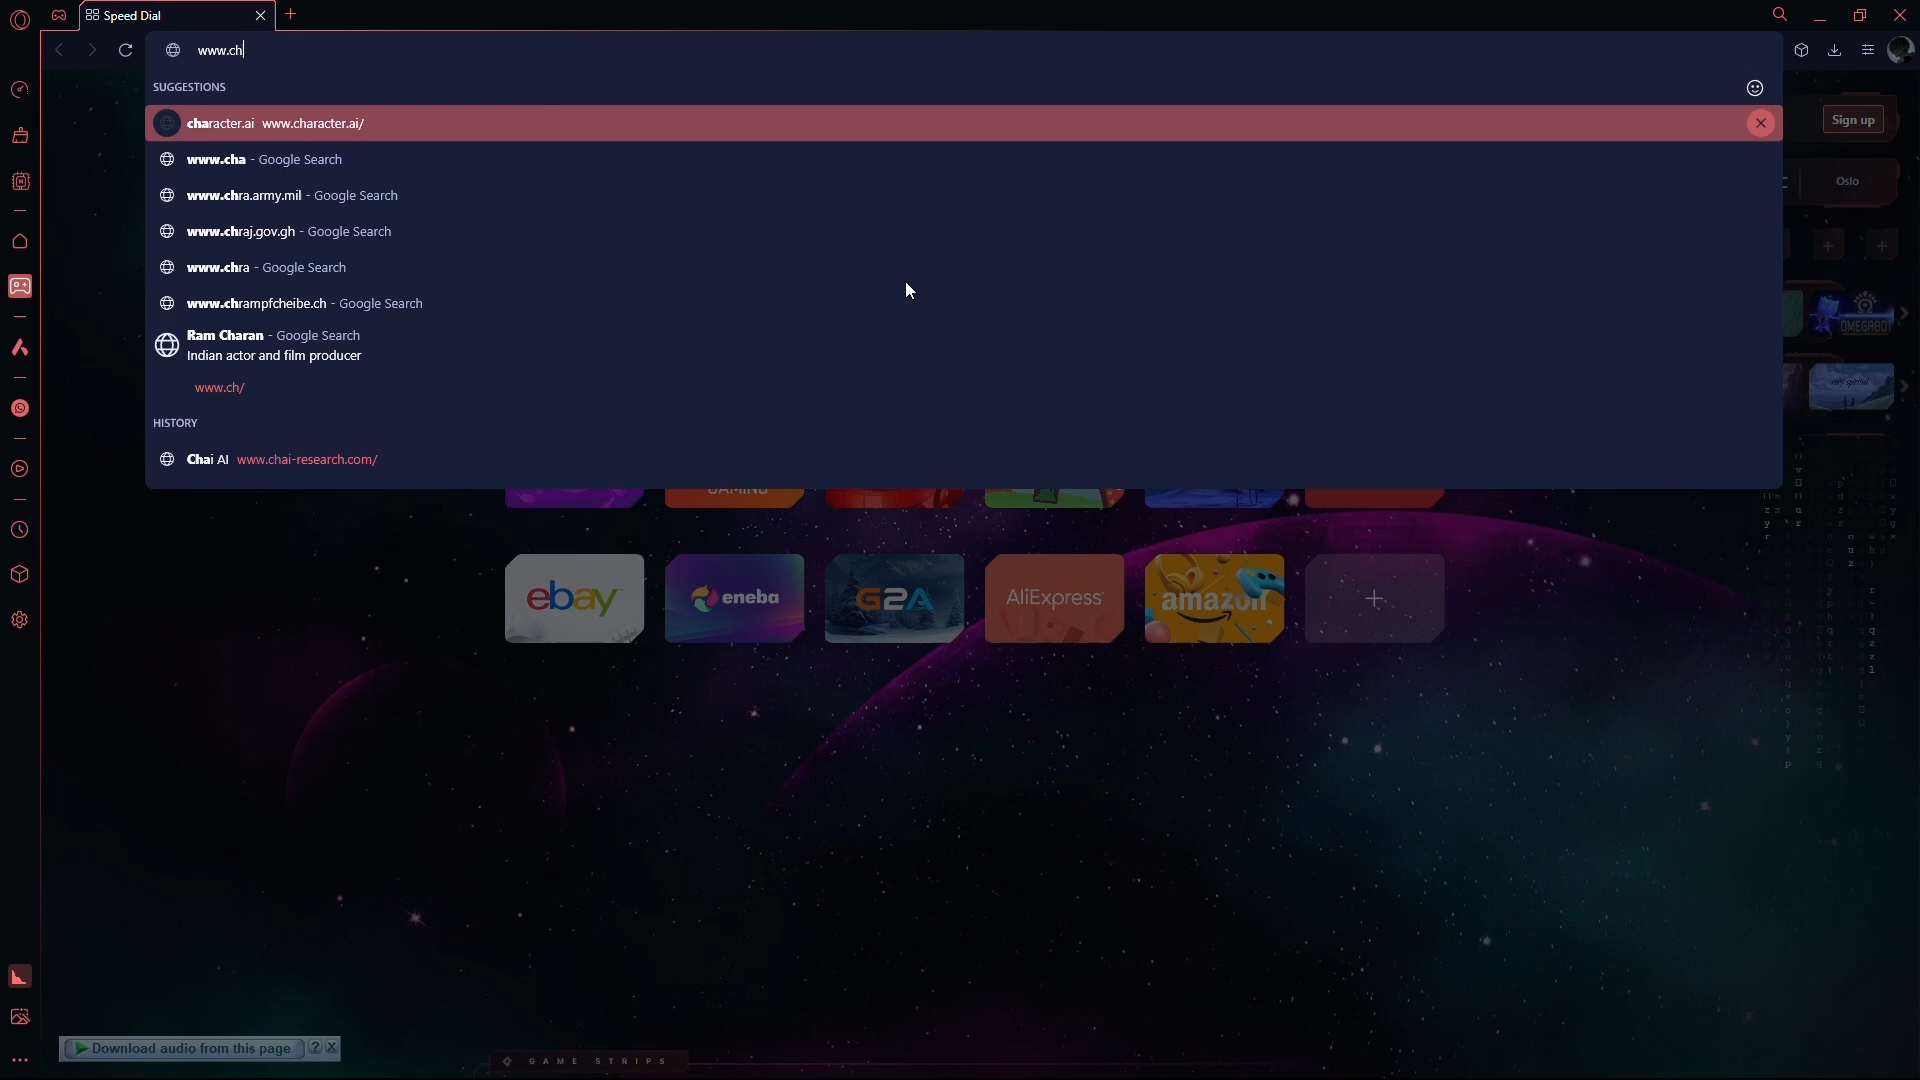 Speed Dial
www.ch
SUGGESTIONS
character.ai www.character.ai/
Sign up
www.cha - Google Search
www.chra.army.mil - Google Search
Oslo
www.chraj.gov.gh - Google Search
www.chra - Google Search
www.chrampfcheibe.ch - Google Search
OMEGABOT
Ram Charan - Google Search
Indian actor and film producer
www.ch/
HISTORY
Chai AI www.chai-research.com/
GAMING
ebay
eneba
G2A
AliExpress
amazon
Download audio from this page ? X
GAME STRIPS